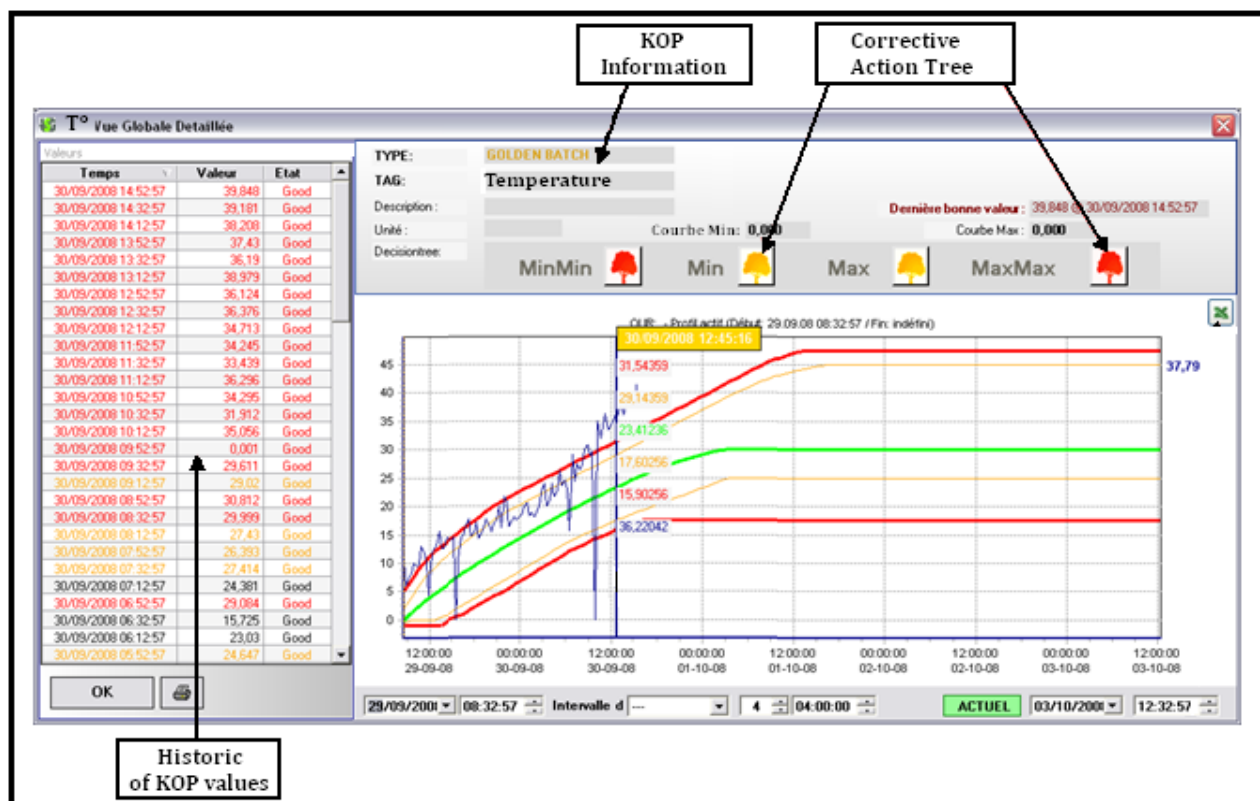 KOP
Information
Corrective
Action Tree
T° Vue Globale Detaillée
Valeurs
Temps Valeur Etat
30/09/2008 14:52:57 39,848 Good
30/09/2008 14:32:57 39,181 Good
30/09/2008 14:12:57 38,208 Good
30/09/2008 13:52:57 37,43 Good
30/09/2008 13:32:57 36,19 Good
30/09/2008 13:12:57 38,979 Good
30/09/2008 12:52:57 36,124 Good
30/09/2008 12:32:57 36,376 Good
30/09/2008 12:12:57 34,713 Good
30/09/2008 11:52:57 34,245 Good
30/09/2008 11:32:57 33,439 Good
30/09/2008 11:12:57 36,296 Good
30/09/2008 10:52:57 34,295 Good
30/09/2008 10:32:57 31,912 Good
30/09/2008 10:12:57 35,056 Good
30/09/2008 09:52:57 0,001 Good
30/09/2008 09:32:57 29,611 Good
30/09/2008 09:12:57 29,02 Good
30/09/2008 08:52:57 30,812 Good
30/09/2008 08:32:57 29,999 Good
30/09/2008 08:12:57 27,43 Good
30/09/2008 07:52:57 26,393 Good
30/09/2008 07:32:57 27,414 Good
30/09/2008 07:12:57 24,381 Good
30/09/2008 06:52:57 29,084 Good
30/09/2008 06:32:57 15,725 Good
30/09/2008 06:12:57 23,03 Good
30/09/2008 05:52:57 24,647 Good
OK
TYPE: GOLDEN BATCH
TAG: Temperature
Description :
Dernière bonne valeur : 39,848 @ 30/09/2008 14:52:57
Unité : Courbe Min: 0,000 Courbe Max : 0,000
Decisiontree:
MinMin Min Max MaxMax
- Profil actif (Début: 29.09.08 08:32:57 / Fin: indéfini)
30/09/2008 12:45:16
31,54359
29,14359
23,41236
17,60256
15,90256
36,22042
37,79
45
40
35
30
25
20
15
10
5
0
12:00:00 00:00:00 12:00:00 00:00:00 12:00:00 00:00:00 12:00:00 00:00:00 12:00:00
29-09-08 30-09-08 30-09-08 01-10-08 01-10-08 02-10-08 02-10-08 03-10-08 03-10-08
29/09/200 08:32:57 Intervalle d --- 4 04:00:00 ACTUEL 03/10/200 12:32:57
Historic
of KOP values